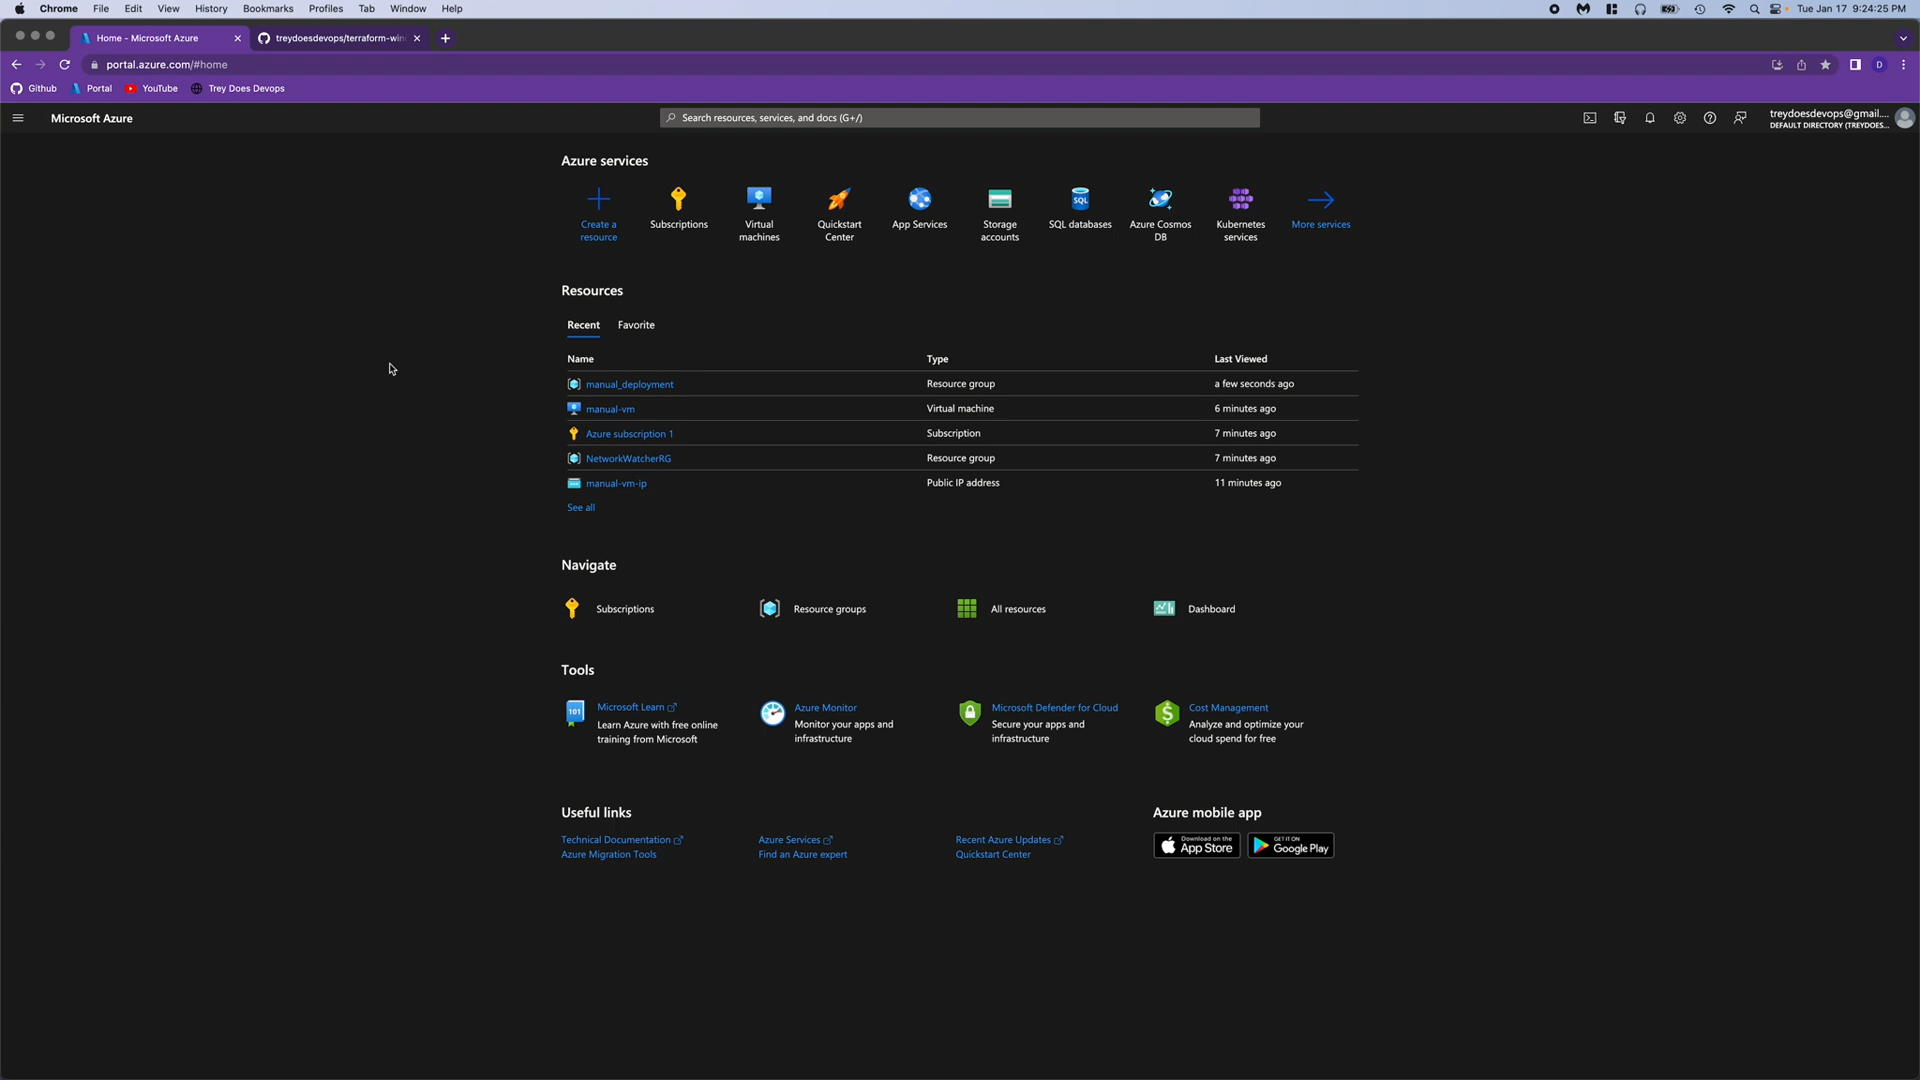 Chrome File Edit View History Bookmarks Profiles Tab Window Help Tue Jan 17 9:24:25 PM
Home - Microsoft Azure treydoesdevops/terraform-win
portal.azure.com/#home D
Github Portal YouTube Trey Does Devops
Microsoft Azure Search resources, services, and docs (G+/) treydoesdevops@gmail....
DEFAULT DIRECTORY (TREYDOES...
Azure services
Create a resource
Subscriptions
Virtual machines
Quickstart Center
App Services
Storage accounts
SQL
SQL databases
Azure Cosmos DB
Kubernetes services
More services
Resources
Recent Favorite
Name Type Last Viewed
manual_deployment Resource group a few seconds ago
manual-vm Virtual machine 6 minutes ago
Azure subscription 1 Subscription 7 minutes ago
NetworkWatcherRG Resource group 7 minutes ago
manual-vm-ip Public IP address 11 minutes ago
See all
Navigate
Subscriptions Resource groups All resources Dashboard
Tools
101
Microsoft Learn
Learn Azure with free online
training from Microsoft
Azure Monitor
Monitor your apps and
infrastructure
Microsoft Defender for Cloud
Secure your apps and
infrastructure
$
Cost Management
Analyze and optimize your
cloud spend for free
Useful links
Technical Documentation Azure Services Recent Azure Updates
Azure Migration Tools Find an Azure expert Quickstart Center
Azure mobile app
Download on the
App Store
GET IT ON
Google Play